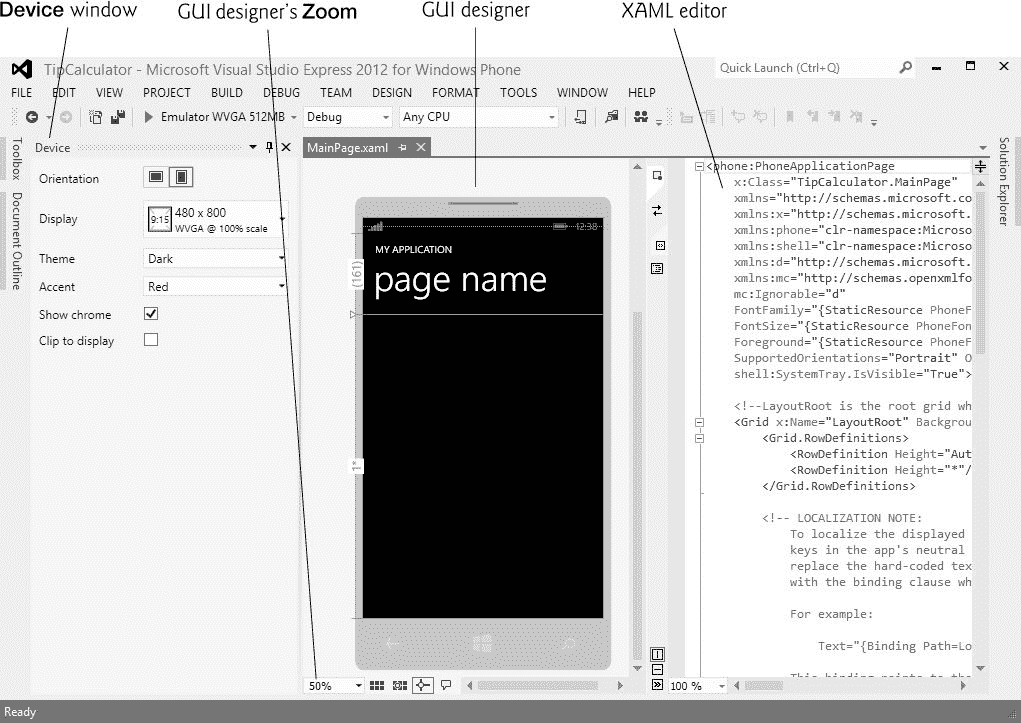 Device window
GUI designer's Zoom
GUI designer
XAML editor
TipCalculator - Microsoft Visual Studio Express 2012 for Windows Phone
Quick Launch (Ctrl+Q)
FILE EDIT VIEW PROJECT BUILD DEBUG TEAM DESIGN FORMAT TOOLS WINDOW HELP
Emulator WVGA 512MB Debug Any CPU
Toolbox
Document Outline
Device
Orientation
Display
9:15
480 x 800
WVGA @ 100% scale
Theme Dark
Accent Red
Show chrome
Clip to display
MainPage.xaml
12:38
MY APPLICATION
page name
(161)
1*
50%
<phone:PhoneApplicationPage
x:Class="TipCalculator.MainPage"
xmlns="http://schemas.microsoft.co
xmlns:x="http://schemas.microsoft.
xmlns:phone="clr-namespace:Microso
xmlns:shell="clr-namespace:Microso
xmlns:d="http://schemas.microsoft.
xmlns:mc="http://schemas.openxmlfo
mc:Ignorable="d"
FontFamily="{StaticResource PhoneF
FontSize="{StaticResource PhoneFon
Foreground="{StaticResource PhoneF
SupportedOrientations="Portrait" O
shell:SystemTray.IsVisible="True">
<!--LayoutRoot is the root grid wh
<Grid x:Name="LayoutRoot" Backgrou
<Grid.RowDefinitions>
<RowDefinition Height="Aut
<RowDefinition Height="*"/
</Grid.RowDefinitions>
<!-- LOCALIZATION NOTE:
To localize the displayed
keys in the app's neutral
replace the hard-coded tex
with the binding clause wh
For example:
Text="{Binding Path=Lo
100 %
Solution Explorer
Ready